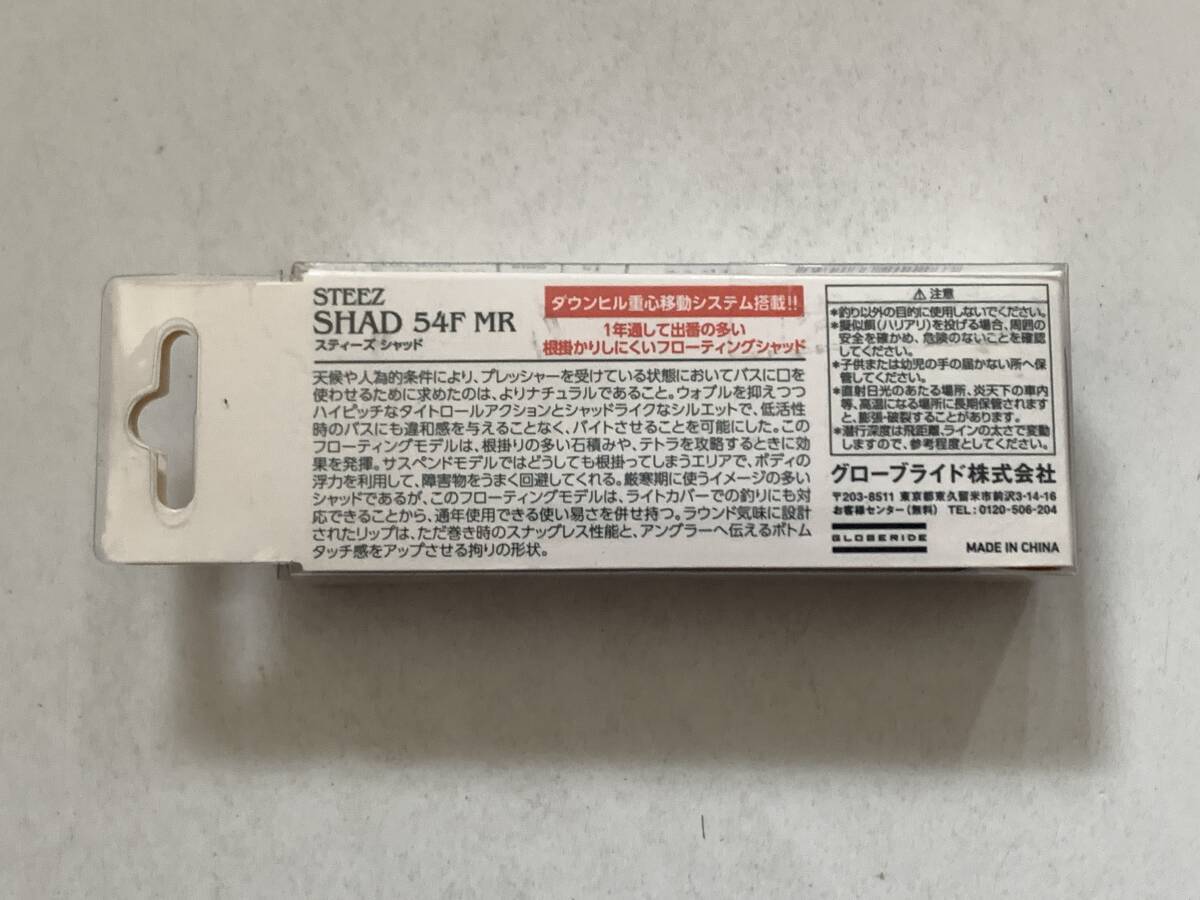 STEEZ
SHAD 54F MR
スティーズ シャッド
ダウンヒル重心移動システム搭載!!
1年通して出番の多い
根掛かりしにくいフローティングシャッド
天候や人為的条件により、プレッシャーを受けている状態においてバスに口を
使わせるために求めたのは、よりナチュラルであること。ウォブルを抑えつつ
ハイピッチなタイトロールアクションとシャッドライクなシルエットで、低活性
時のバスにも違和感を与えることなく、バイトさせることを可能にした。この
フローティングモデルは、根掛りの多い石積みや、テトラを攻略するときに効
果を発揮。サスペンドモデルではどうしても根掛ってしまうエリアで、ボディの
浮力を利用して、障害物をうまく回避してくれる。厳寒期に使うイメージの多い
シャッドであるが、このフローティングモデルは、ライトカバーでの釣りにも対
応できることから、通年使用できる使い易さを併せ持つ。ラウンド気味に設計
されたリップは、ただ巻き時のスナッグレス性能と、アングラーへ伝えるボトム
タッチ感をアップさせる拘りの形状。
⚠注意
*釣り以外の目的に使用しないでください。
*擬似餌(ハリアリ)を投げる場合、周囲の
安全を確かめ、危険のないことを確認
してください。
*子供または幼児の手の届かない所へ保
管してください。
*直射日光のあたる場所、炎天下の車内
等、高温になる場所に長期保管されます
と、膨張・破裂することがあります。
*潜行深度は飛距離、ラインの太さで変動
しますので、参考程度としてください。
グローブライド株式会社
〒203-8511 東京都東久留米市前沢3-14-16
お客様センター(無料) TEL:0120-506-204
GLOBERIDE
MADE IN CHINA